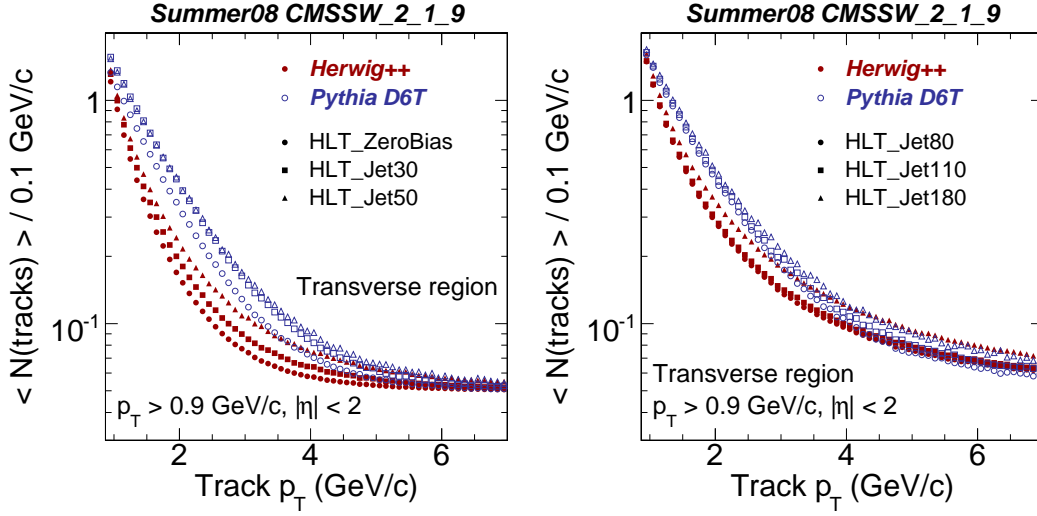 Summer08 CMSSW_2_1_9
< N(tracks) > / 0.1 GeV/c
1
10⁻¹
Herwig++
Pythia D6T
HLT_ZeroBias
HLT_Jet30
HLT_Jet50
Transverse region
p_T > 0.9 GeV/c, |η| < 2
2 4 6
Track p_T (GeV/c)
Summer08 CMSSW_2_1_9
< N(tracks) > / 0.1 GeV/c
1
10⁻¹
Herwig++
Pythia D6T
HLT_Jet80
HLT_Jet110
HLT_Jet180
Transverse region
p_T > 0.9 GeV/c, |η| < 2
2 4 6
Track p_T (GeV/c)